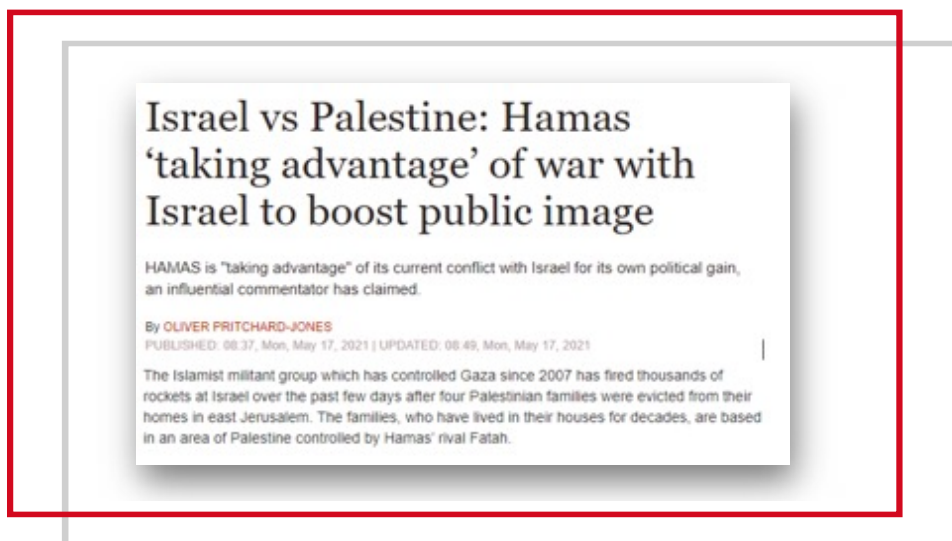 Israel vs Palestine: Hamas
‘taking advantage’ of war with
Israel to boost public image
HAMAS is "taking advantage" of its current conflict with Israel for its own political gain,
an influential commentator has claimed.
By OLIVER PRITCHARD-JONES
PUBLISHED: 08:37, Mon, May 17, 2021 | UPDATED: 08:49, Mon, May 17, 2021
The Islamist militant group which has controlled Gaza since 2007 has fired thousands of
rockets at Israel over the past few days after four Palestinian families were evicted from their
homes in east Jerusalem. The families, who have lived in their houses for decades, are based
in an area of Palestine controlled by Hamas' rival Fatah.